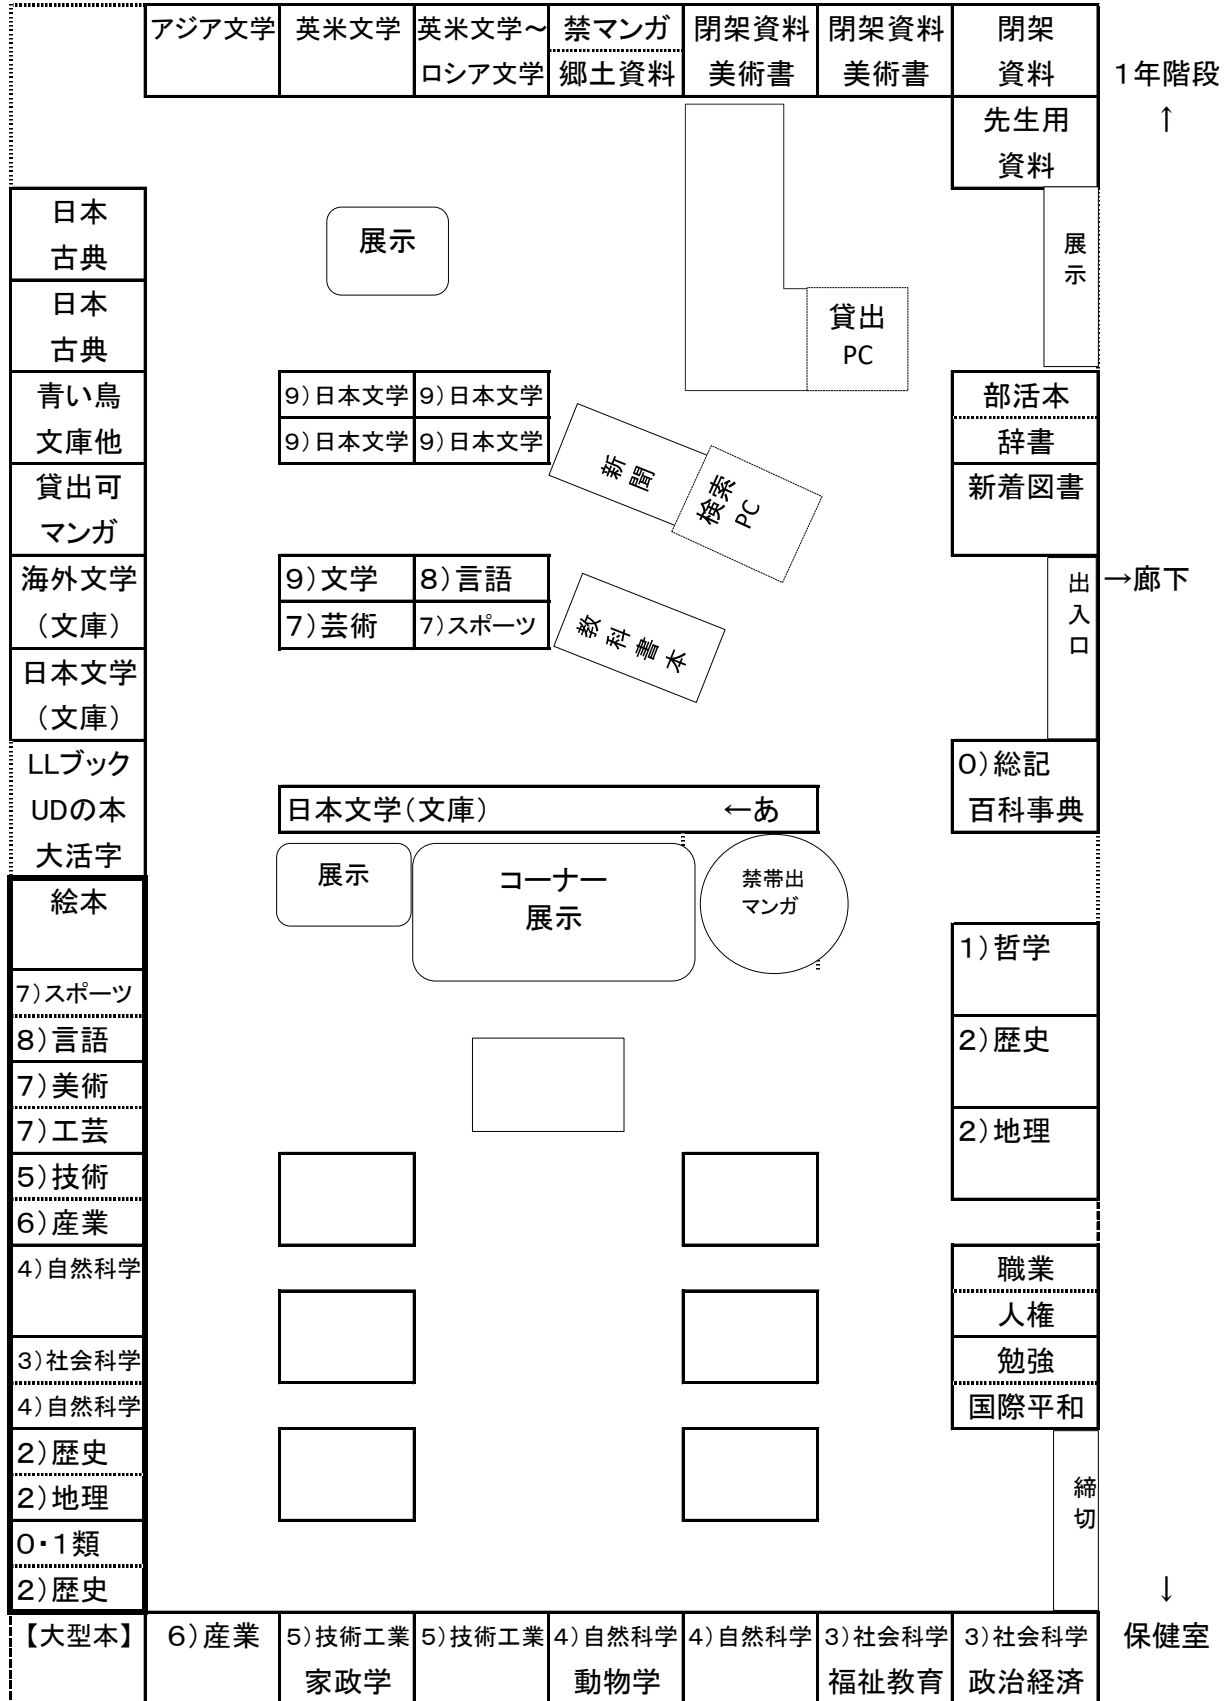 アジア文学 英米文学 英米文学～ 禁マンガ 閉架資料 閉架資料 閉架
ロシア文学 郷土資料 美術書 美術書 資料 1年階段
先生用 ↑
資料
日本
古典
展示
展示
日本
古典
貸出
PC
青い鳥 9)日本文学 9)日本文学 部活本
文庫他 9)日本文学 9)日本文学 辞書
新聞
検索
PC
貸出可 新着図書
マンガ
海外文学 9)文学 8)言語 出入口 →廊下
（文庫） 7)芸術 7)スポーツ
教科書本
日本文学
（文庫）
LLブック 0)総記
UDの本 日本文学（文庫） ←あ 百科事典
大活字
展示 コーナー 禁帯出
展示 マンガ
絵本
1)哲学
7)スポーツ
8)言語 2)歴史
7)美術
7)工芸 2)地理
5)技術
6)産業
4)自然科学 職業
人権
3)社会科学 勉強
4)自然科学 国際平和
2)歴史
2)地理 締切
0・1類
2)歴史 ↓
【大型本】 6)産業 5)技術工業 5)技術工業 4)自然科学 4)自然科学 3)社会科学 3)社会科学 保健室
家政学 動物学 福祉教育 政治経済